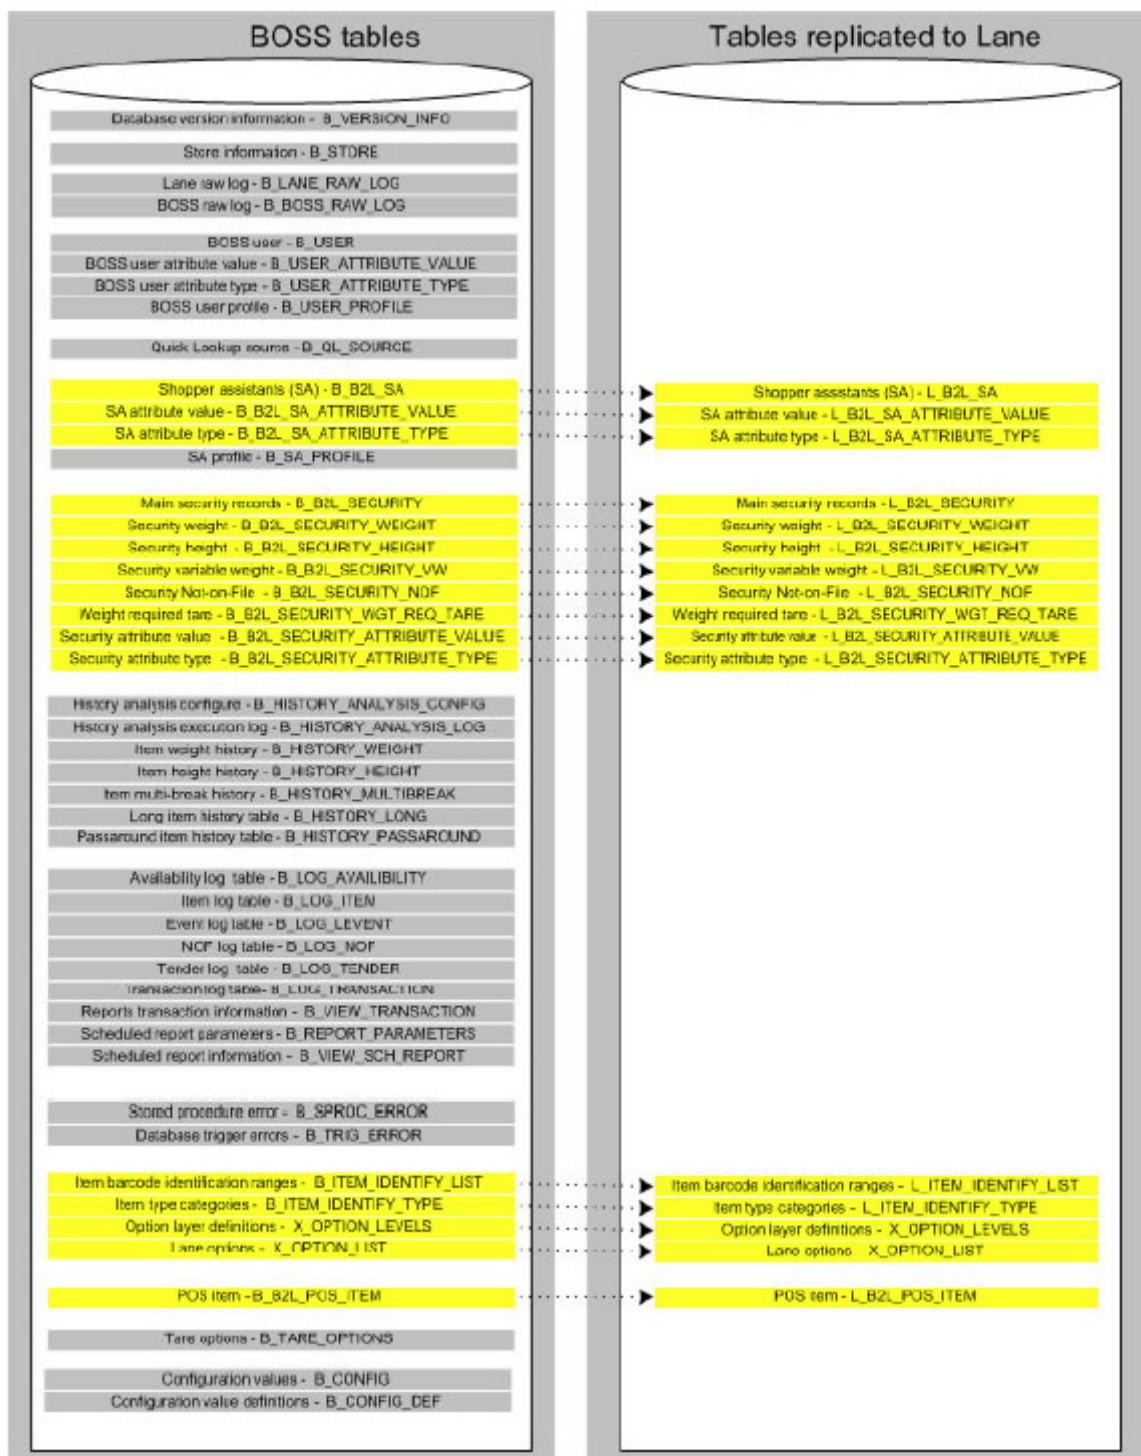 BOSS tables
Database version information - B_VERSION_INFO
Store information - B_STORE
Lane raw log - B_LANE_RAW_LOG
BOSS raw log - B_BOSS_RAW_LOG
BOSS user - B_USER
BOSS user attribute value - B_USER_ATTRIBUTE_VALUE
BOSS user attribute type - B_USER_ATTRIBUTE_TYPE
BOSS user profile - B_USER_PROFILE
Quick Lookup source - B_QL_SOURCE
Shopper assistants (SA) - B_B2L_SA
SA attribute value - B_B2L_SA_ATTRIBUTE_VALUE
SA attribute type - B_B2L_SA_ATTRIBUTE_TYPE
SA profile - B_SA_PROFILE
Main security records - B_B2L_SECURITY
Security weight - B_B2L_SECURITY_WEIGHT
Security height - B_B2L_SECURITY_HEIGHT
Security variable weight - B_B2L_SECURITY_VW
Security Not-on-File - B_B2L_SECURITY_NOF
Weight required tare - B_B2L_SECURITY_WGT_REQ_TARE
Security attribute value - B_B2L_SECURITY_ATTRIBUTE_VALUE
Security attribute type - B_B2L_SECURITY_ATTRIBUTE_TYPE
History analysis configure - B_HISTORY_ANALYSIS_CONFIG
History analysis execution log - B_HISTORY_ANALYSIS_LOG
Item weight history - B_HISTORY_WEIGHT
Item height history - B_HISTORY_HEIGHT
Item multi-break history - B_HISTORY_MULTIBREAK
Long item history table - B_HISTORY_LONG
Passaround item history table - B_HISTORY_PASSAROUND
Availability log table - B_LOG_AVAILIBILITY
Item log table - B_LOG_ITEM
Event log table - B_LOG_LEVENT
NOF log table - B_LOG_NOF
Tender log table - B_LOG_TENDER
Transaction log table- B_LOG_TRANSACTION
Reports transaction information - B_VIEW_TRANSACTION
Scheduled report parameters - B_REPORT_PARAMETERS
Scheduled report information - B_VIEW_SCH_REPORT
Stored procedure error - B_SPROC_ERROR
Database trigger errors - B_TRIG_ERROR
Item barcode identification ranges - B_ITEM_IDENTIFY_LIST
Item type categories - B_ITEM_IDENTIFY_TYPE
Option layer definitions - X_OPTION_LEVELS
Lane options - X_OPTION_LIST
POS item - B_B2L_POS_ITEM
Tare options - B_TARE_OPTIONS
Configuration values - B_CONFIG
Configuration value definitions - B_CONFIG_DEF
Tables replicated to Lane
Shopper assistants (SA) - L_B2L_SA
SA attribute value - L_B2L_SA_ATTRIBUTE_VALUE
SA attribute type - L_B2L_SA_ATTRIBUTE_TYPE
Main security records - L_B2L_SECURITY
Security weight - L_B2L_SECURITY_WEIGHT
Security height - L_B2L_SECURITY_HEIGHT
Security variable weight - L_B2L_SECURITY_VW
Security Not-on-File - L_B2L_SECURITY_NOF
Weight required tare - L_B2L_SECURITY_WGT_REQ_TARE
Security attribute value - L_B2L_SECURITY_ATTRIBUTE_VALUE
Security attribute type - L_B2L_SECURITY_ATTRIBUTE_TYPE
Item barcode identification ranges - L_ITEM_IDENTIFY_LIST
Item type categories - L_ITEM_IDENTIFY_TYPE
Option layer definitions - X_OPTION_LEVELS
Lane options X_OPTION_LIST
POS item - L_B2L_POS_ITEM